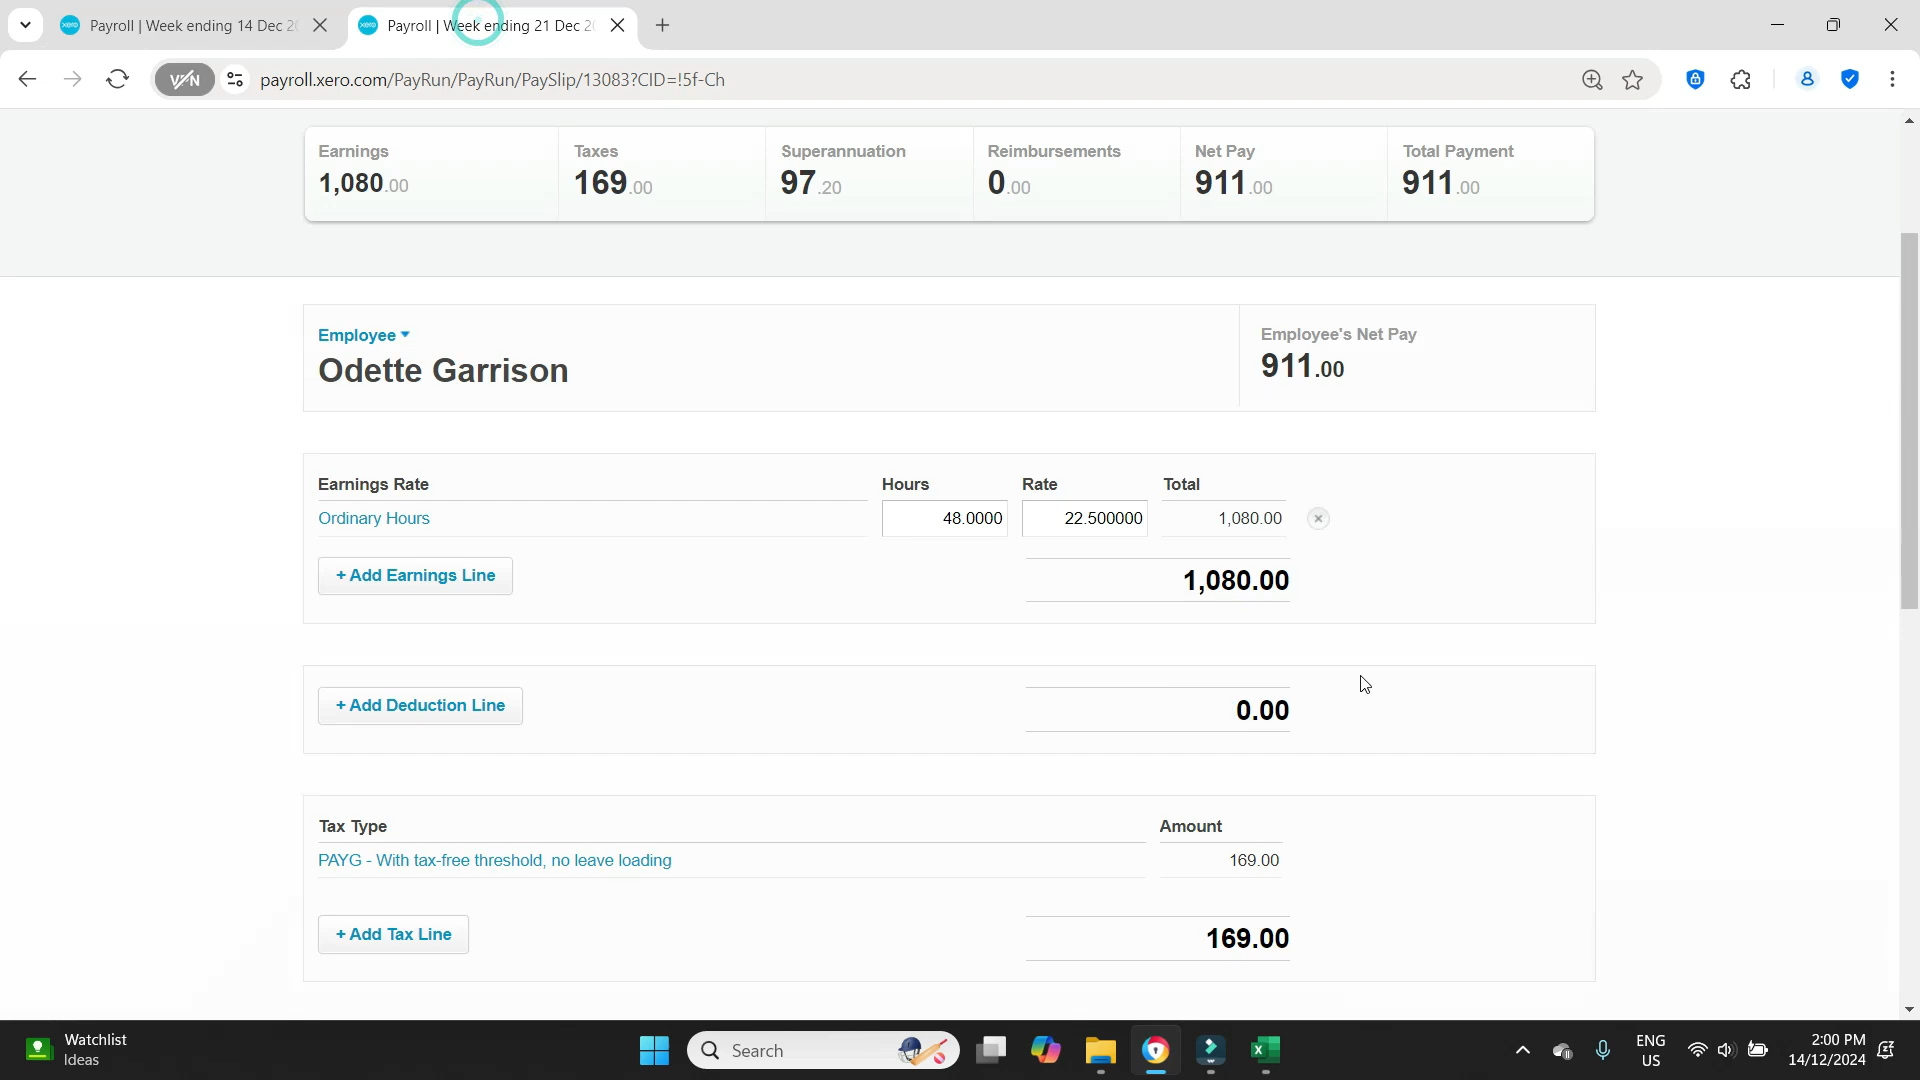 Payroll | Week ending 14 Dec 20
Payroll | Week ending 21 Dec 20
VPN
payroll.xero.com/PayRun/PayRun/PaySlip/13083?CID=!5f-Ch
Earnings Taxes Superannuation Reimbursements Net Pay Total Payment
1,080.00 169.00 97.20 0.00 911.00 911.00
Employee Employee's Net Pay
Odette Garrison 911.00
Earnings Rate Hours Rate Total
Ordinary Hours 48.0000 22.500000 1,080.00
+ Add Earnings Line 1,080.00
+ Add Deduction Line 0.00
Tax Type Amount
PAYG - With tax-free threshold, no leave loading 169.00
+ Add Tax Line 169.00
Watchlist
Ideas
Search
ENG
US
2:00 PM
14/12/2024